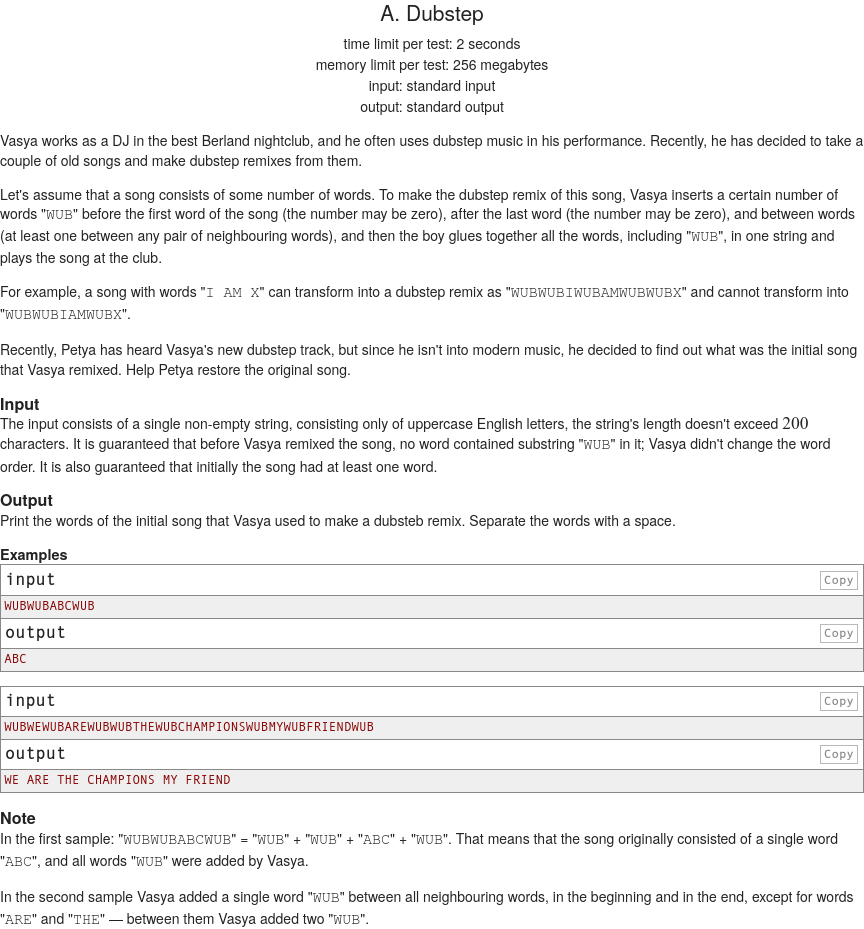 A. Dubstep
time limit per test: 2 seconds
memory limit per test: 256 megabytes
input: standard input
output: standard output
Vasya works as a DJ in the best Berland nightclub, and he often uses dubstep music in his performance. Recently, he has decided to take a
couple of old songs and make dubstep remixes from them.
Let's assume that a song consists of some number of words. To make the dubstep remix of this song, Vasya inserts a certain number of
words "WUB" before the first word of the song (the number may be zero), after the last word (the number may be zero), and between words
(at least one between any pair of neighbouring words), and then the boy glues together all the words, including "WUB", in one string and
plays the song at the club.
For example, a song with words "I AM X" can transform into a dubstep remix as "WUBWUBIWUBAMWUBWUBX" and cannot transform into
"WUBWUBIAMWUBX".
Recently, Petya has heard Vasya's new dubstep track, but since he isn't into modern music, he decided to find out what was the initial song
that Vasya remixed. Help Petya restore the original song.
Input
The input consists of a single non-empty string, consisting only of uppercase English letters, the string's length doesn't exceed 200
characters. It is guaranteed that before Vasya remixed the song, no word contained substring "WUB" in it; Vasya didn't change the word
order. It is also guaranteed that initially the song had at least one word.
Output
Print the words of the initial song that Vasya used to make a dubsteb remix. Separate the words with a space.
Examples
input Copy
WUBWUBABCWUB
output Copy
ABC
input Copy
WUBWEWUBAREWUBWUBTHEWUBCHAMPIONSWUBMYWUBFRIENDWUB
output Copy
WE ARE THE CHAMPIONS MY FRIEND
Note
In the first sample: "WUBWUBABCWUB" = "WUB" + "WUB" + "ABC" + "WUB". That means that the song originally consisted of a single word
"ABC", and all words "WUB" were added by Vasya.
In the second sample Vasya added a single word "WUB" between all neighbouring words, in the beginning and in the end, except for words
"ARE" and "THE" — between them Vasya added two "WUB".